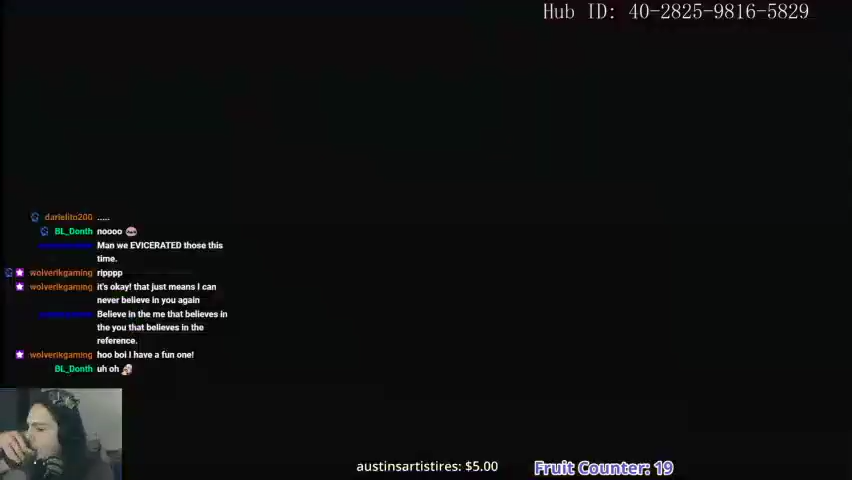 Hub ID: 40-2825-9816-5829
darielito200 .....
BL_Donth noooo
Man we EVICERATED those this
time.
wolverikgaming ripppp
wolverikgaming it's okay! that just means I can
never believe in you again
Believe in the me that believes in
the you that believes in the
reference.
wolverikgaming hoo boi I have a fun one!
BL_Donth uh oh
austinsartistires: $5.00
Fruit Counter: 19